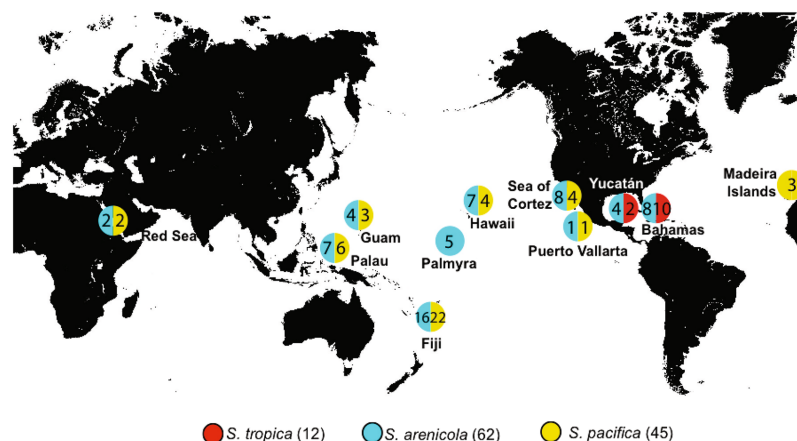 Madeira
Islands
3
Sea of
Cortez
8 4
Yucatán
4 2
8 10
Bahamas
7 4
Hawaii
2 2
Red Sea
4 3
Guam
1 1
Puerto Vallarta
7 6
Palau
5
Palmyra
16 22
Fiji
S. tropica (12) S. arenicola (62) S. pacifica (45)